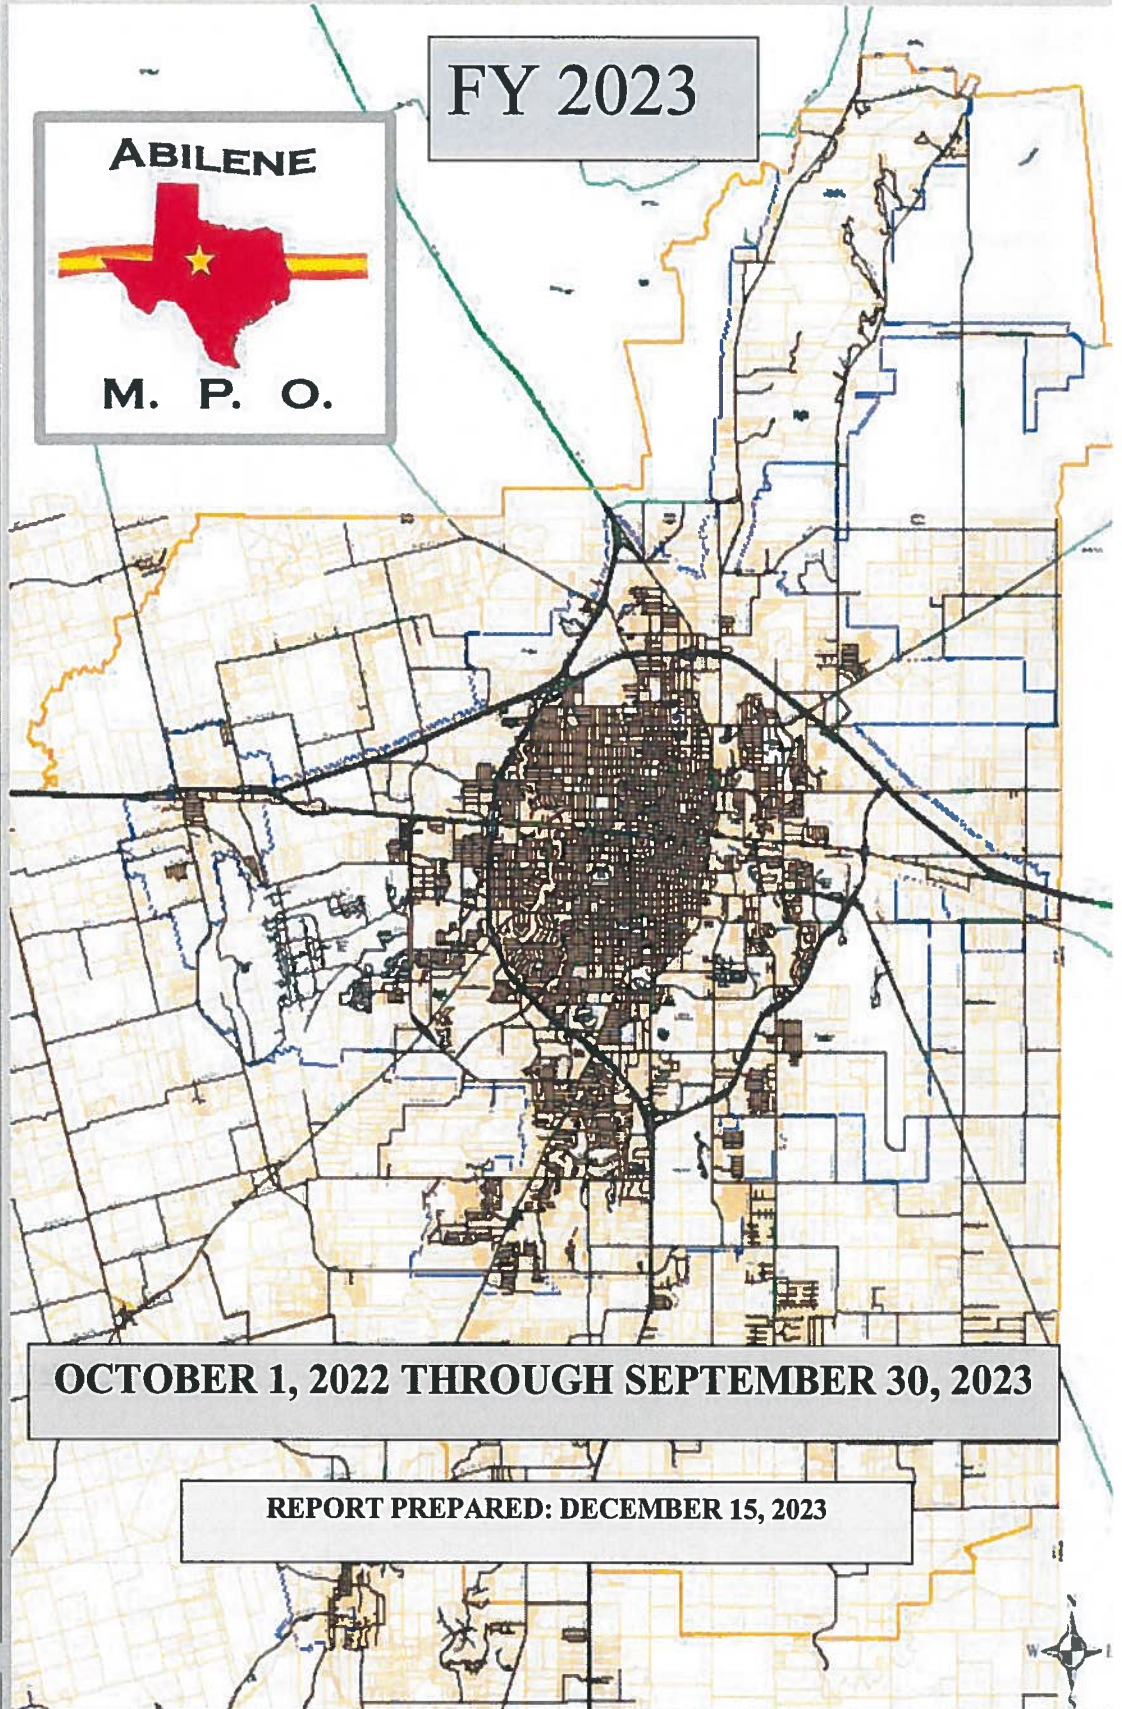 FY 2023
ABILENE
M. P. O.
OCTOBER 1, 2022 THROUGH SEPTEMBER 30, 2023
REPORT PREPARED: DECEMBER 15, 2023
N
W
S